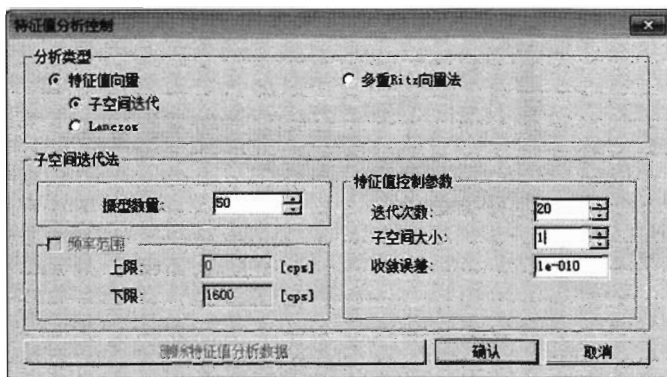 特征值分析控制
分析类型
特征值向量
多重Ritz向量法
子空间迭代
Lanczos
子空间迭代法
振型数量: 50
频率范围
上限: 0 [cps]
下限: 1600 [cps]
特征值控制参数
迭代次数: 20
子空间大小: 1
收敛误差: 1e-010
删除特征值分析数据
确认
取消